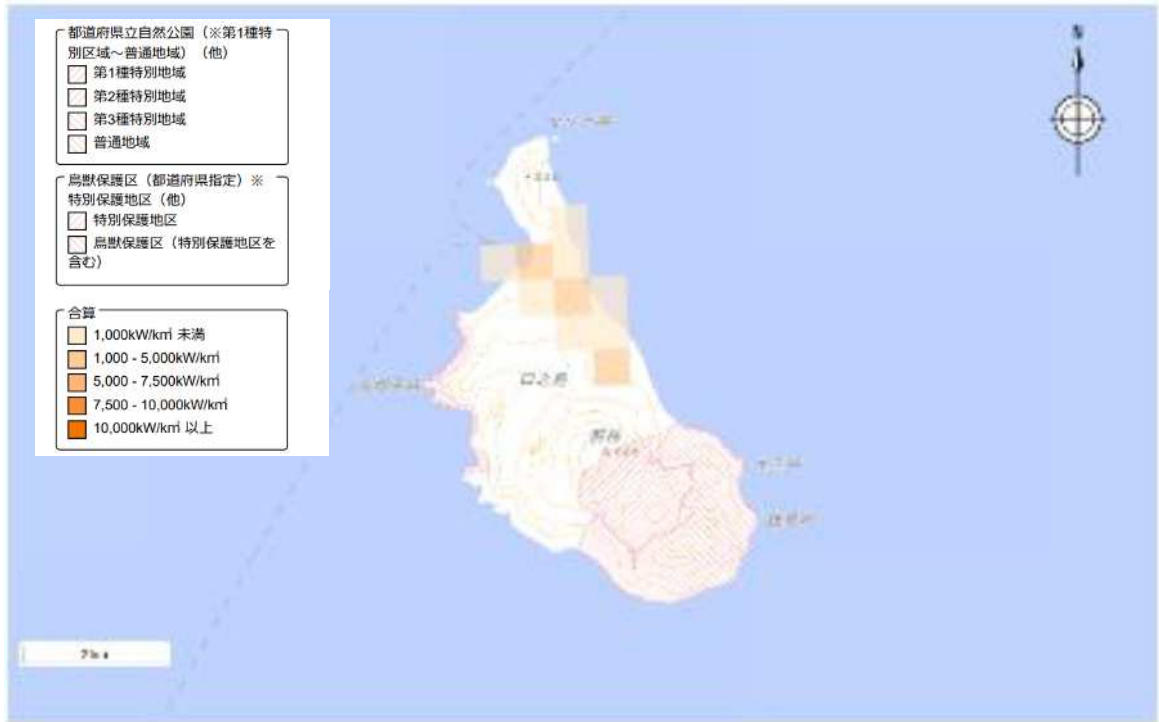 都道府県立自然公園（※第1種特
別区域～普通地域）（他）
第1種特別地域
第2種特別地域
第3種特別地域
普通地域
鳥獣保護区（都道府県指定）※
特別保護地区（他）
特別保護地区
鳥獣保護区（特別保護地区を
含む）
合算
1,000kW/k㎡ 未満
1,000 - 5,000kW/k㎡
5,000 - 7,500kW/k㎡
7,500 - 10,000kW/k㎡
10,000kW/k㎡ 以上
N
口之島
前岳